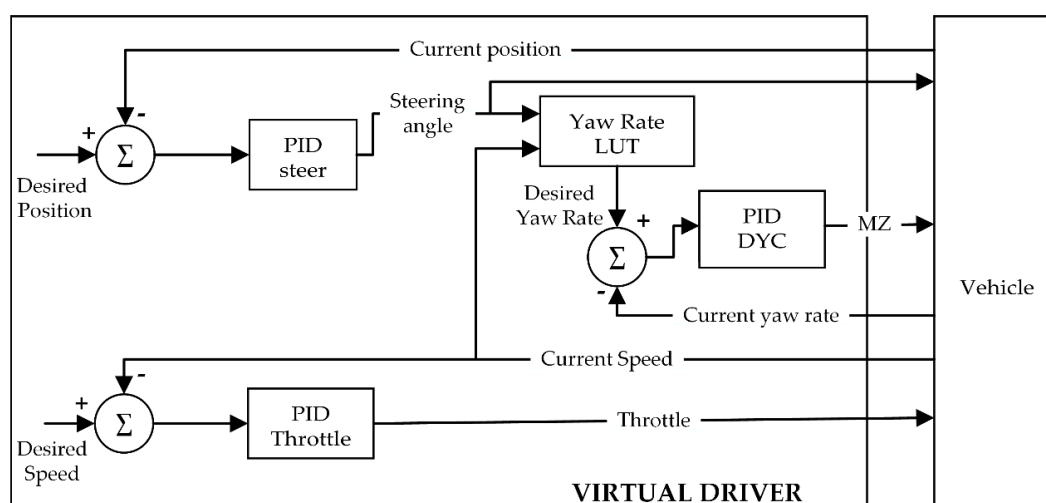 Current position
-
Steering
angle
+
Σ
PID
steer
Yaw Rate
LUT
Desired
Position
Desired
Yaw Rate
+
PID
DYC
MZ
Σ
-
Vehicle
Current yaw rate
Current Speed
-
+
Σ
PID
Throttle
Throttle
Desired
Speed
VIRTUAL DRIVER